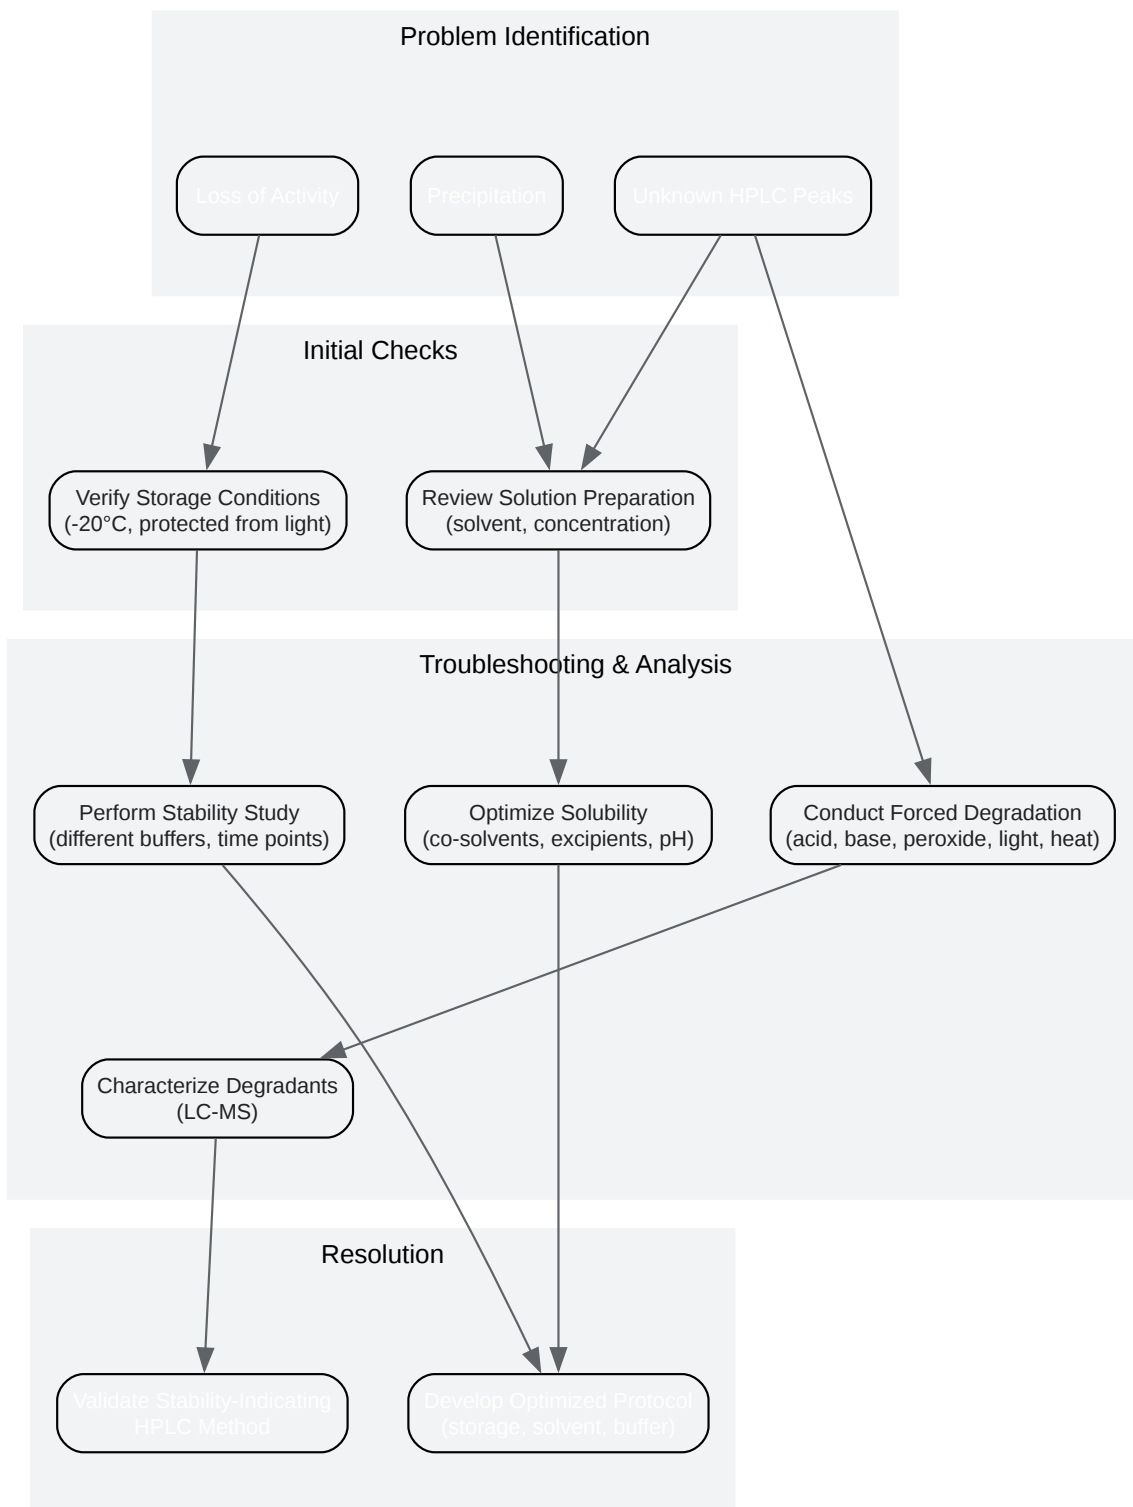 Problem Identification
Loss of Activity
Precipitation
Unknown HPLC Peaks
Initial Checks
Verify Storage Conditions
(-20°C, protected from light)
Review Solution Preparation
(solvent, concentration)
Troubleshooting & Analysis
Perform Stability Study
(different buffers, time points)
Optimize Solubility
(co-solvents, excipients, pH)
Conduct Forced Degradation
(acid, base, peroxide, light, heat)
Characterize Degradants
(LC-MS)
Resolution
Validate Stability-Indicating
HPLC Method
Develop Optimized Protocol
(storage, solvent, buffer)